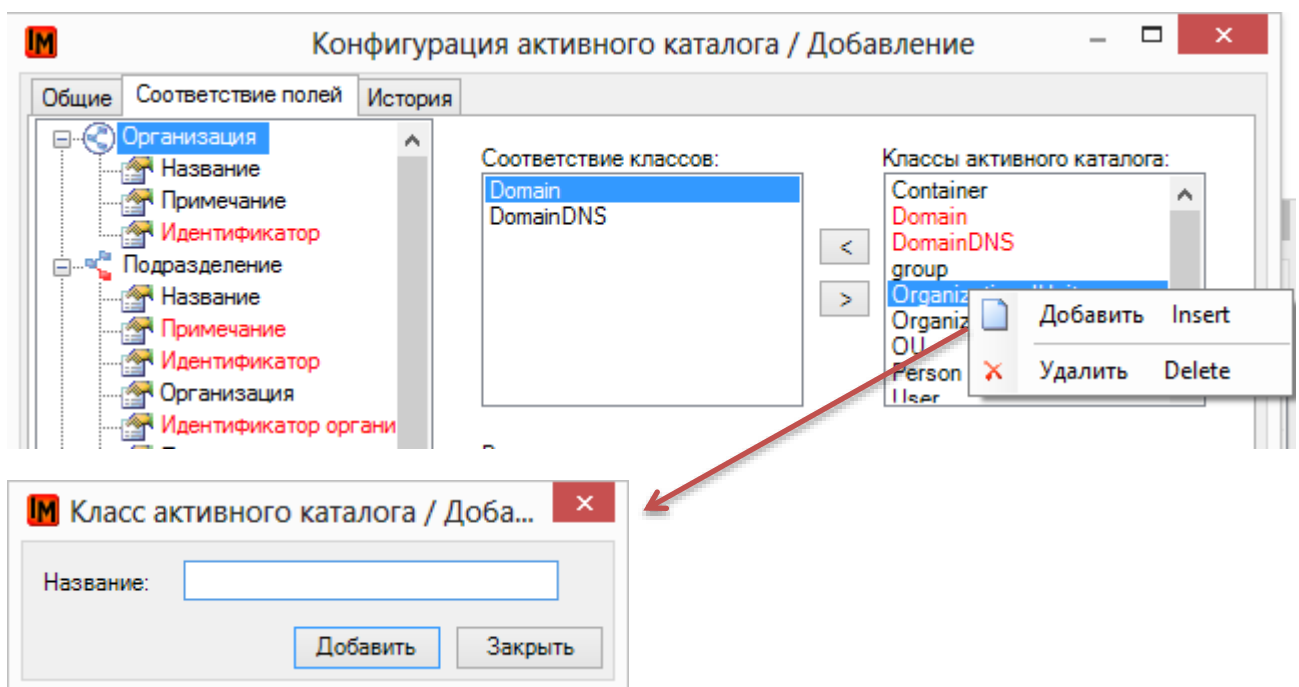 IM
Конфигурация активного каталога / Добавление
Общие Соответствие полей История
Организация
Название
Примечание
Идентификатор
Подразделение
Название
Примечание
Идентификатор
Организация
Идентификатор органи
Соответствие классов:
Domain
DomainDNS
<
>
Классы активного каталога:
Container
Domain
DomainDNS
group
Organiz
OU
Person
User
Добавить Insert
Удалить Delete
IM
Класс активного каталога / Доба...
Название:
Добавить Закрыть